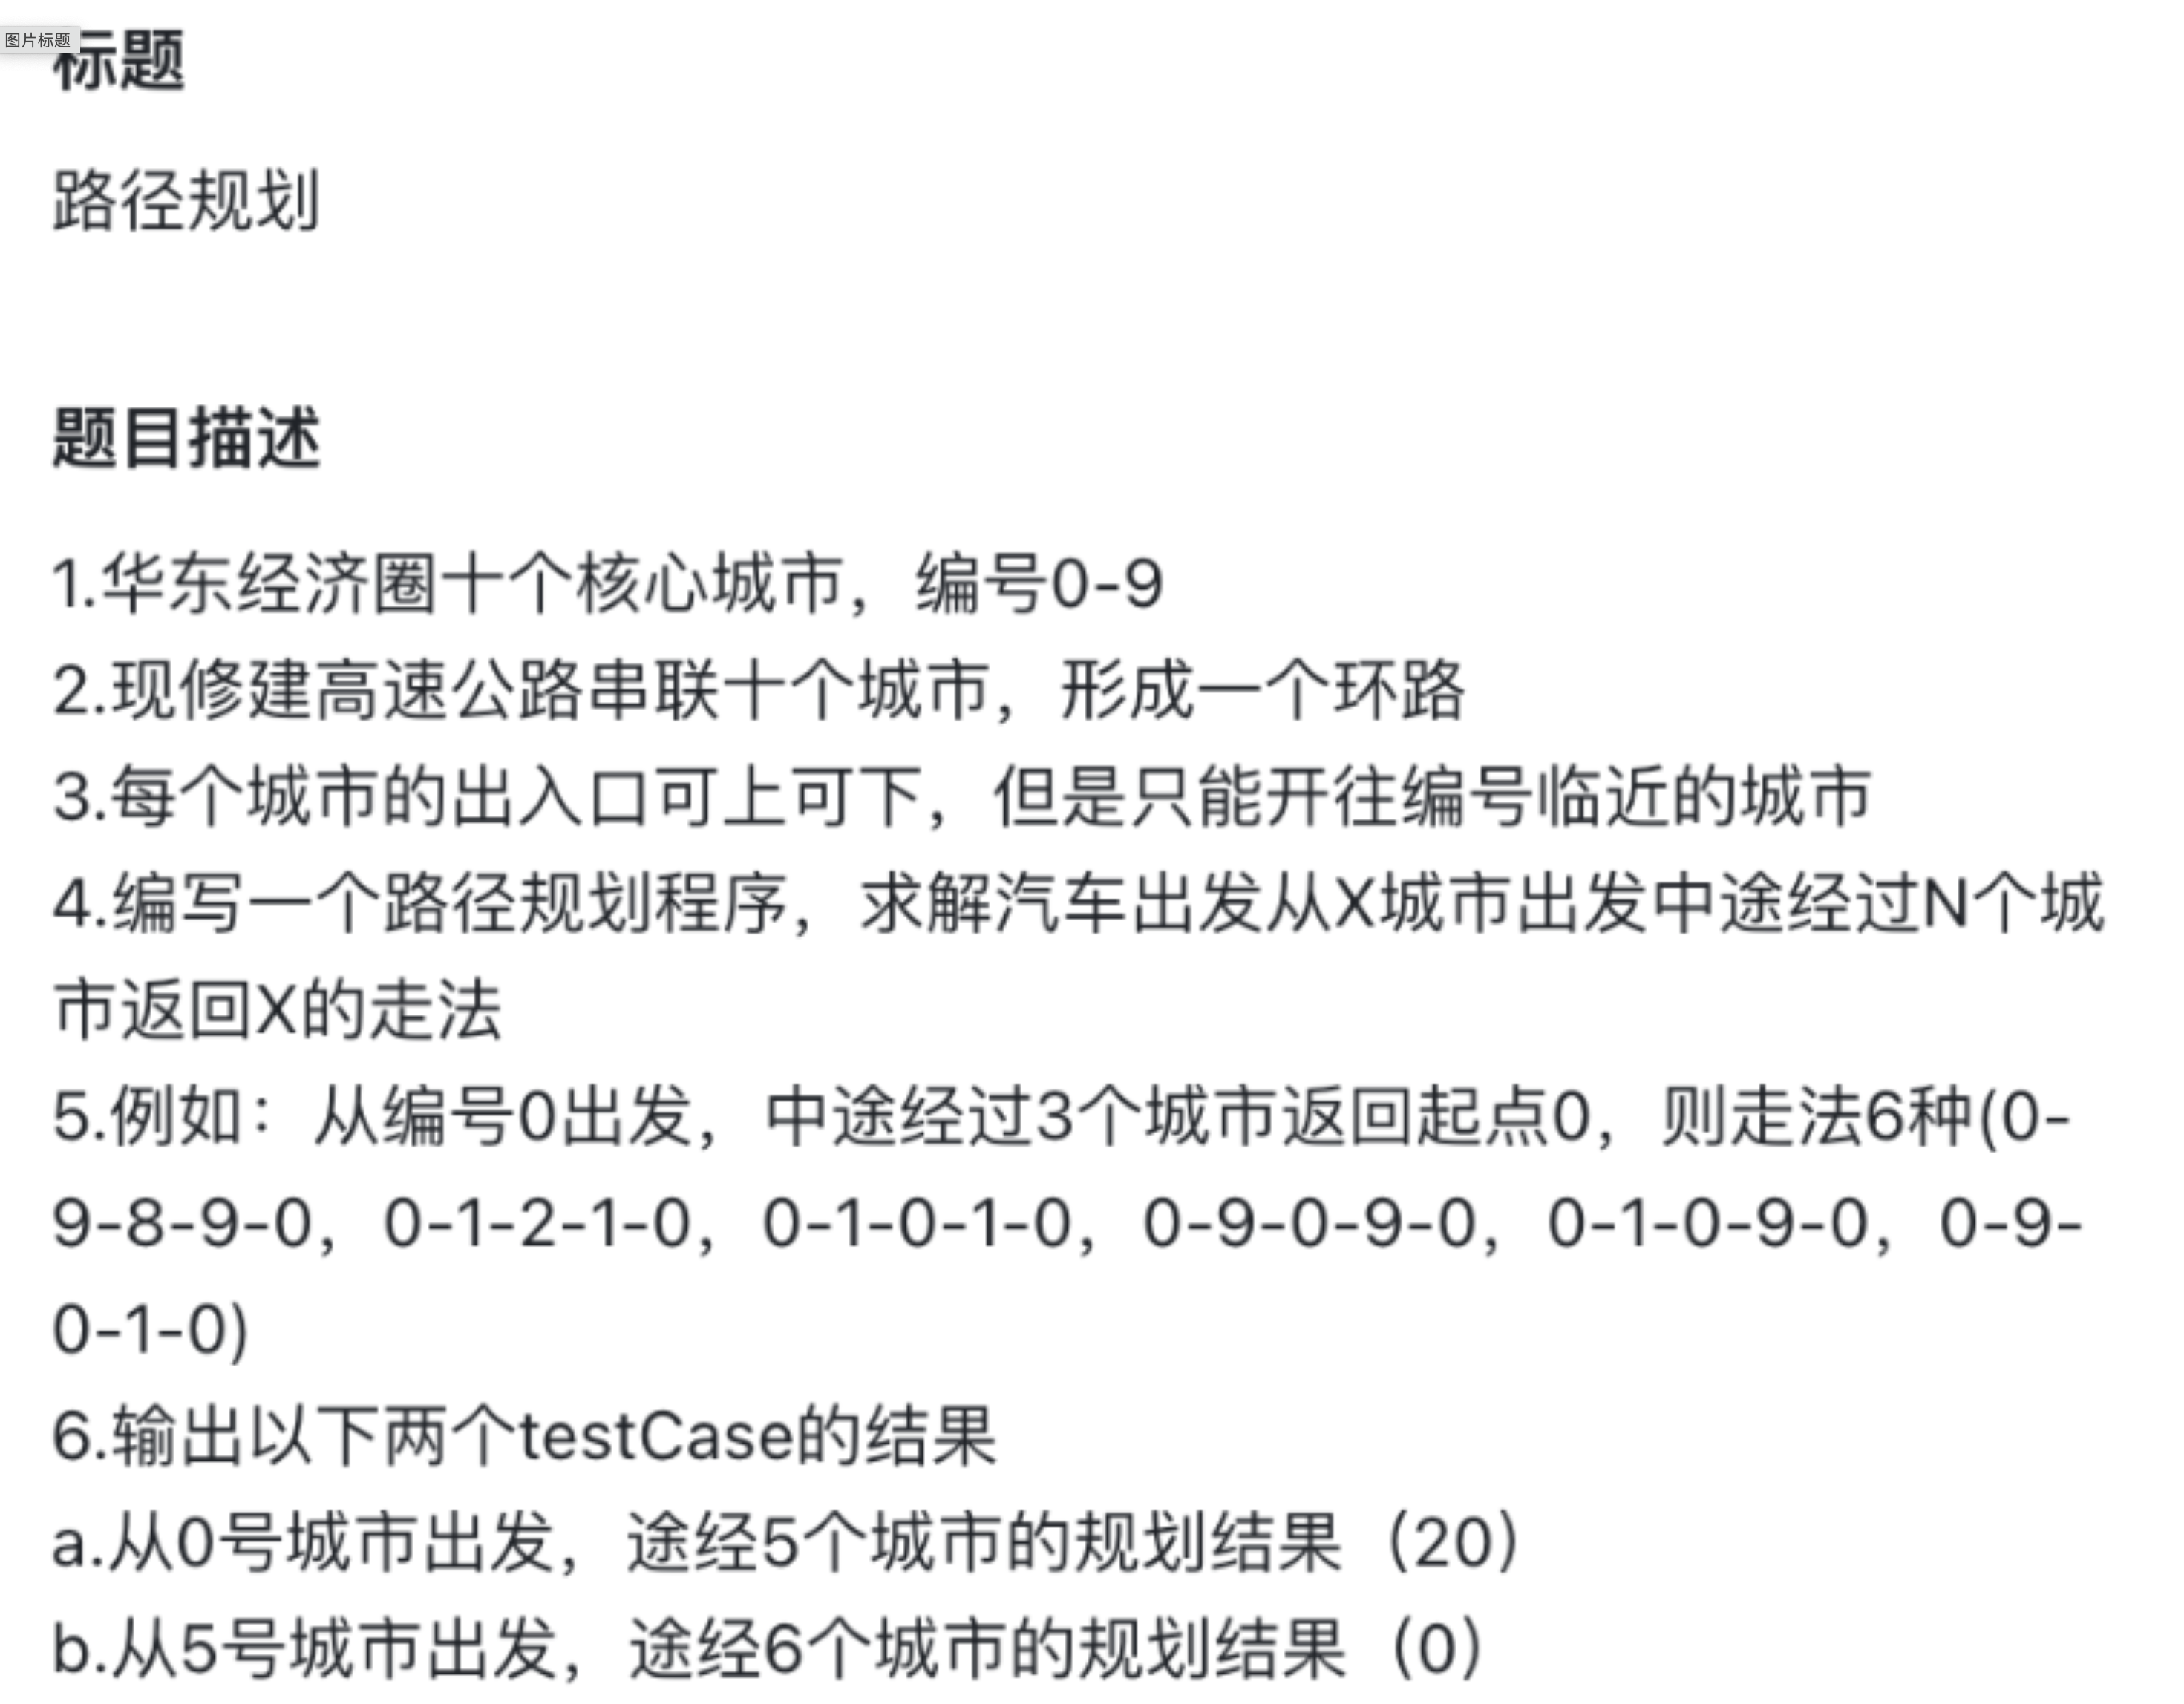 图片标题
标题
路径规划
题目描述
1.华东经济圈十个核心城市，编号0-9
2.现修建高速公路串联十个城市，形成一个环路
3.每个城市的出入口可上可下，但是只能开往编号临近的城市
4.编写一个路径规划程序，求解汽车出发从X城市出发中途经过N个城
市返回X的走法
5.例如：从编号0出发，中途经过3个城市返回起点0，则走法6种(0-
9-8-9-0，0-1-2-1-0，0-1-0-1-0，0-9-0-9-0，0-1-0-9-0，0-9-
0-1-0)
6.输出以下两个testCase的结果
a.从0号城市出发，途经5个城市的规划结果（20）
b.从5号城市出发，途经6个城市的规划结果（0）